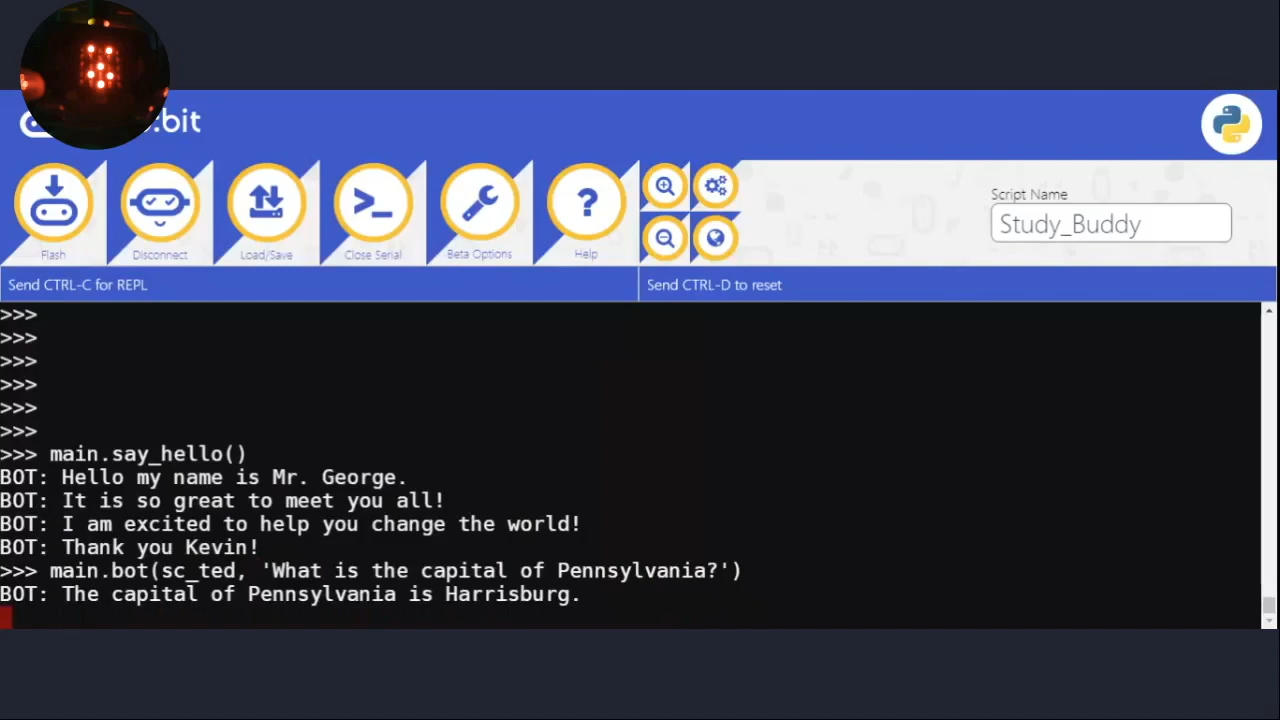 :bit
Flash
Disconnect
Load/Save
Close Serial
Beta Options
Help
Script Name
Study_Buddy
Send CTRL-C for REPL
Send CTRL-D to reset
>>>
>>>
>>>
>>>
>>>
>>>
>>> main.say_hello()
BOT: Hello my name is Mr. George.
BOT: It is so great to meet you all!
BOT: I am excited to help you change the world!
BOT: Thank you Kevin!
>>> main.bot(sc_ted, 'What is the capital of Pennsylvania?')
BOT: The capital of Pennsylvania is Harrisburg.